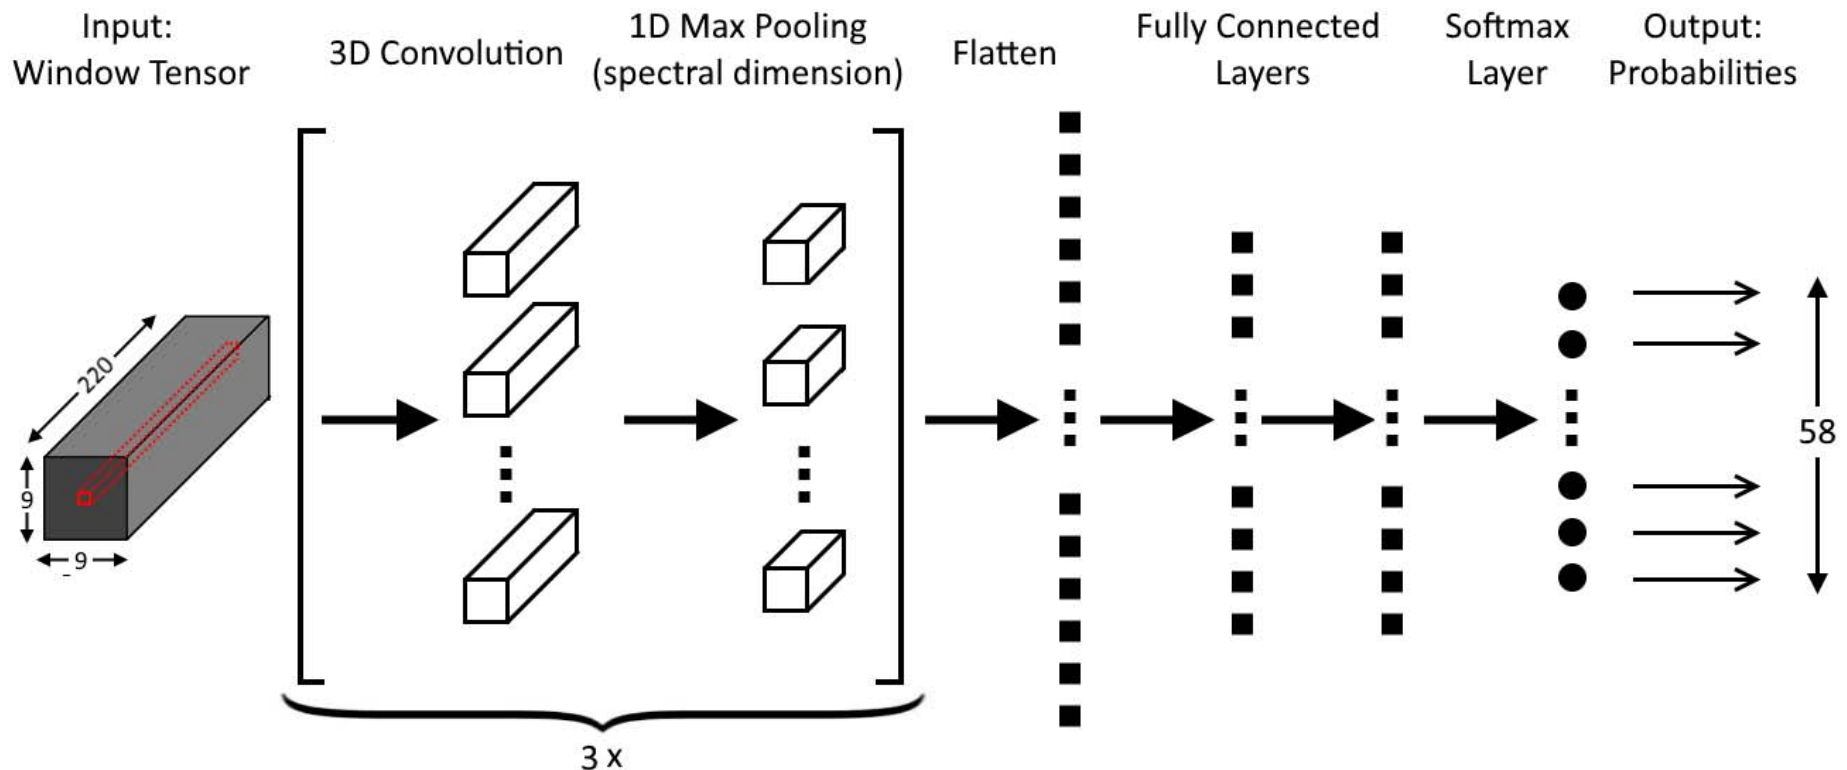 Input:
Window Tensor
3D Convolution
1D Max Pooling
(spectral dimension)
Flatten
Fully Connected
Layers
Softmax
Layer
Output:
Probabilities
220
9
9
58
3 x